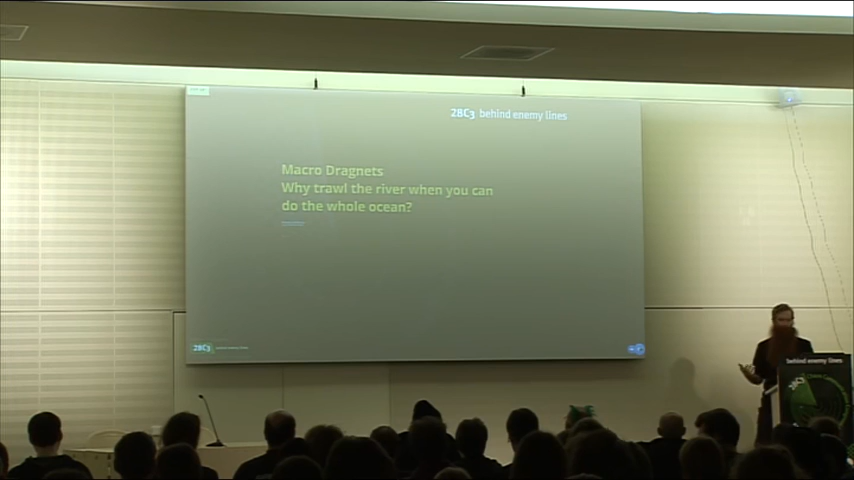 28C3 behind enemy lines
Macro Dragnets
Why trawl the river when you can
do the whole ocean?
28C3
behind enemy lines